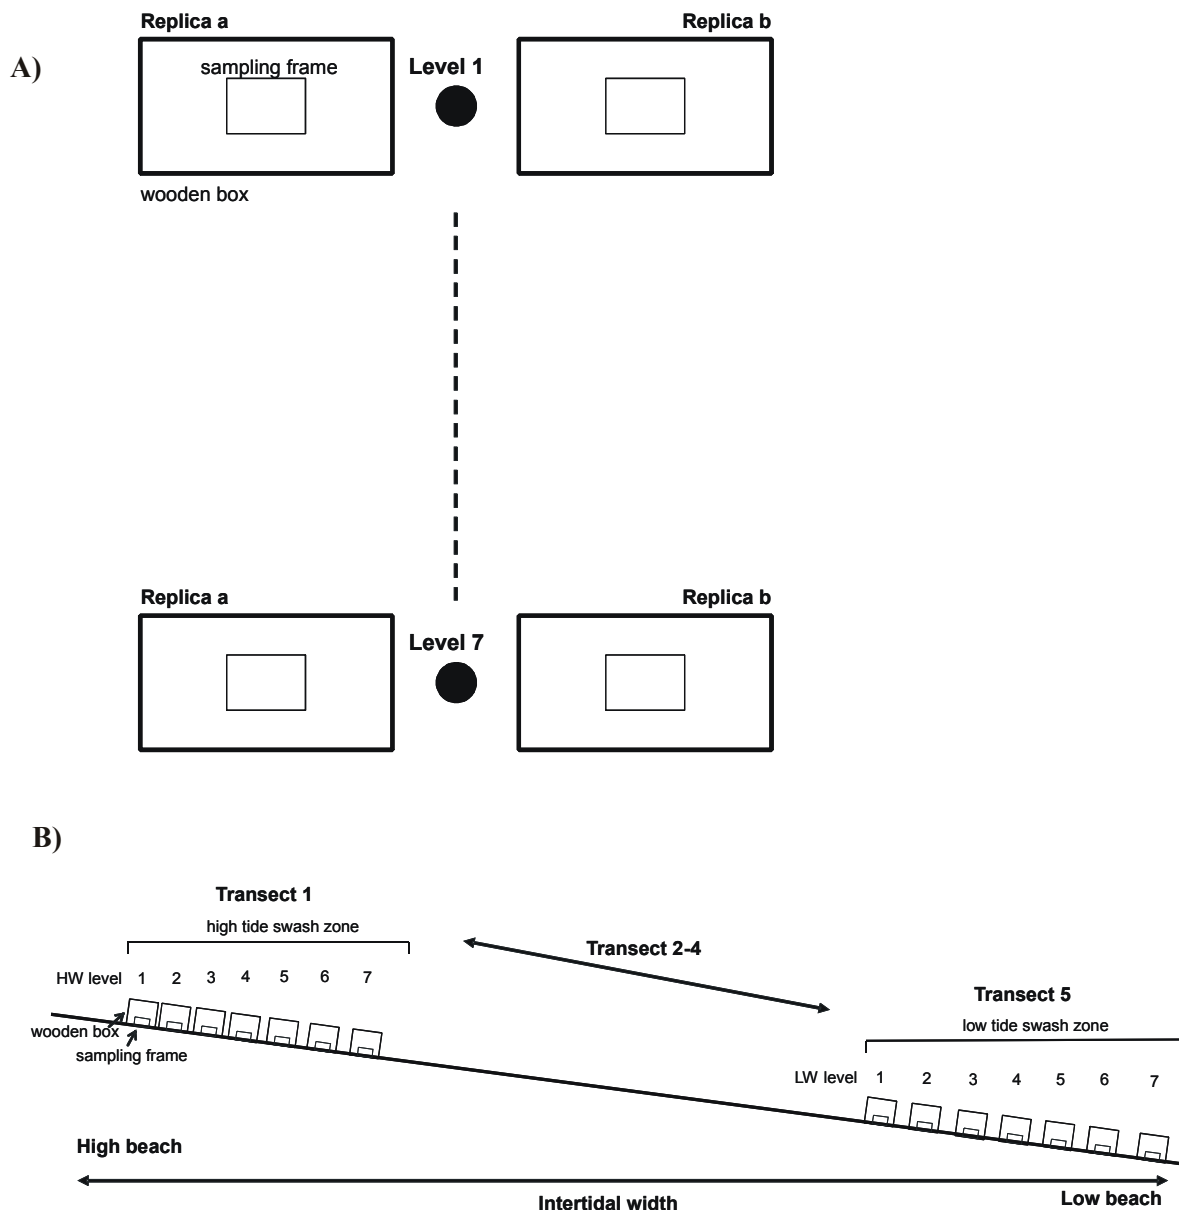 Replica a
Replica b
A)
sampling frame
Level 1
wooden box
Replica a
Replica b
Level 7
B)
Transect 1
high tide swash zone
Transect 2-4
HW level 1 2 3 4 5 6 7
Transect 5
low tide swash zone
wooden box
sampling frame
LW level 1 2 3 4 5 6 7
High beach
Intertidal width
Low beach